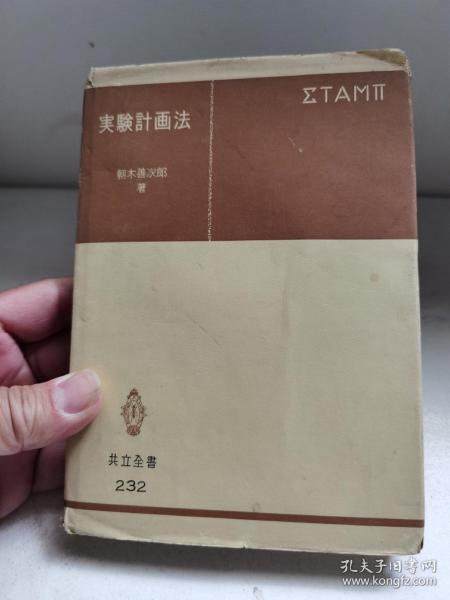 ΣTAMΠ
実験計画法
朝木善次郎
著
共立全書
232
孔夫子旧书网
www.kongfz.com